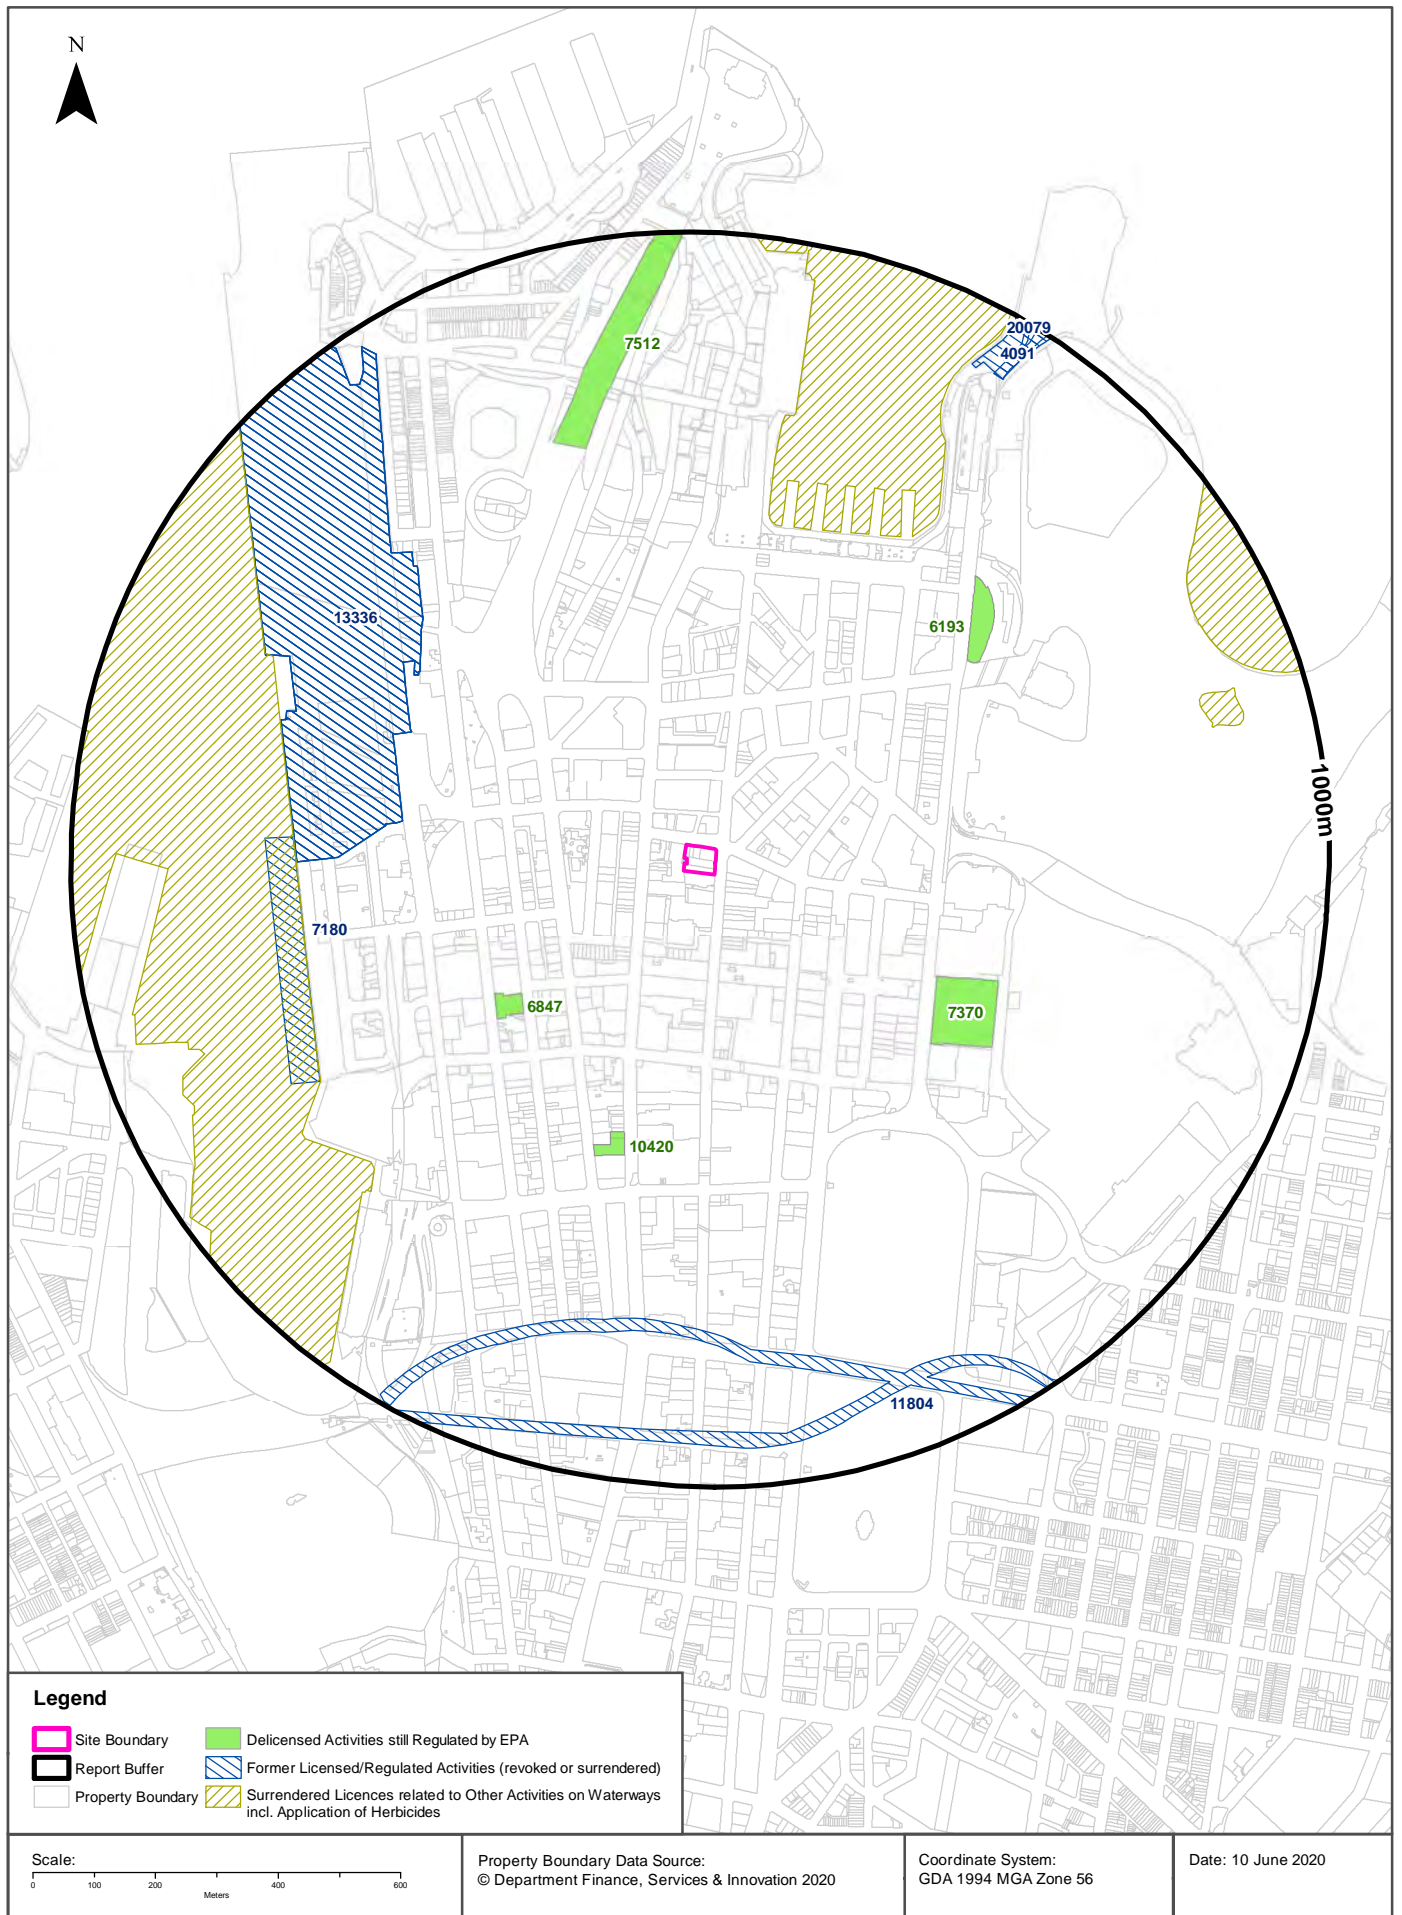 N
20079
4091
7512
13336
6193
1000m
7180
6847
7370
10420
11804
Legend
Site Boundary
Report Buffer
Property Boundary
Delicensed Activities still Regulated by EPA
Former Licensed/Regulated Activities (revoked or surrendered)
Surrendered Licences related to Other Activities on Waterways
incl. Application of Herbicides
Scale:
0 100 200 400 600
Meters
Property Boundary Data Source:
© Department Finance, Services & Innovation 2020
Coordinate System:
GDA 1994 MGA Zone 56
Date: 10 June 2020